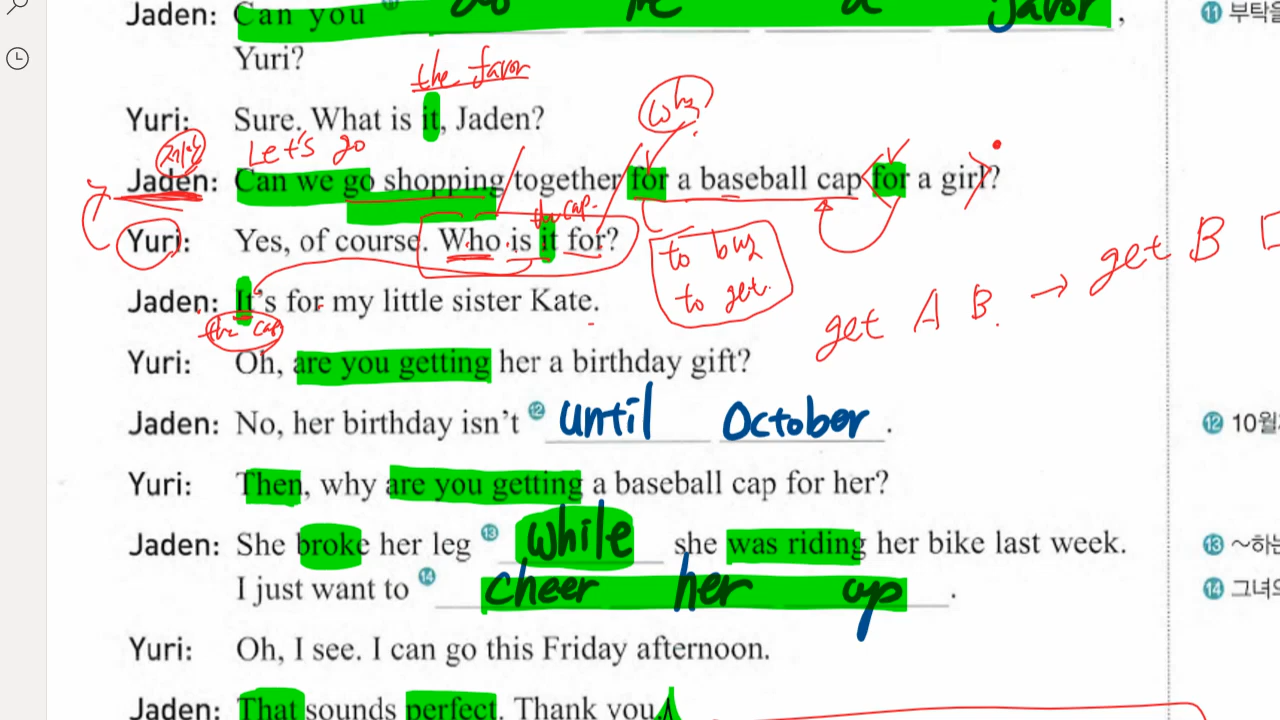 Jaden: Can you do me a favor,
⑪ 부탁을
Yuri?
the favor
Yuri: Sure. What is it, Jaden?
why
Let's go
Jaden: Can we go shopping together for a baseball cap for a girl?
the cap
Yuri: Yes, of course. Who is it for?
to buy
to get
get A B. → get B
Jaden: It's for my little sister Kate.
the cap
Yuri: Oh, are you getting her a birthday gift?
Jaden: No, her birthday isn't ⑫ until October.
⑫ 10월
Yuri: Then, why are you getting a baseball cap for her?
Jaden: She broke her leg ⑬ while she was riding her bike last week.
⑬ ~하는
I just want to ⑭ cheer her up.
⑭ 그녀의
Yuri: Oh, I see. I can go this Friday afternoon.
Jaden: That sounds perfect. Thank you.